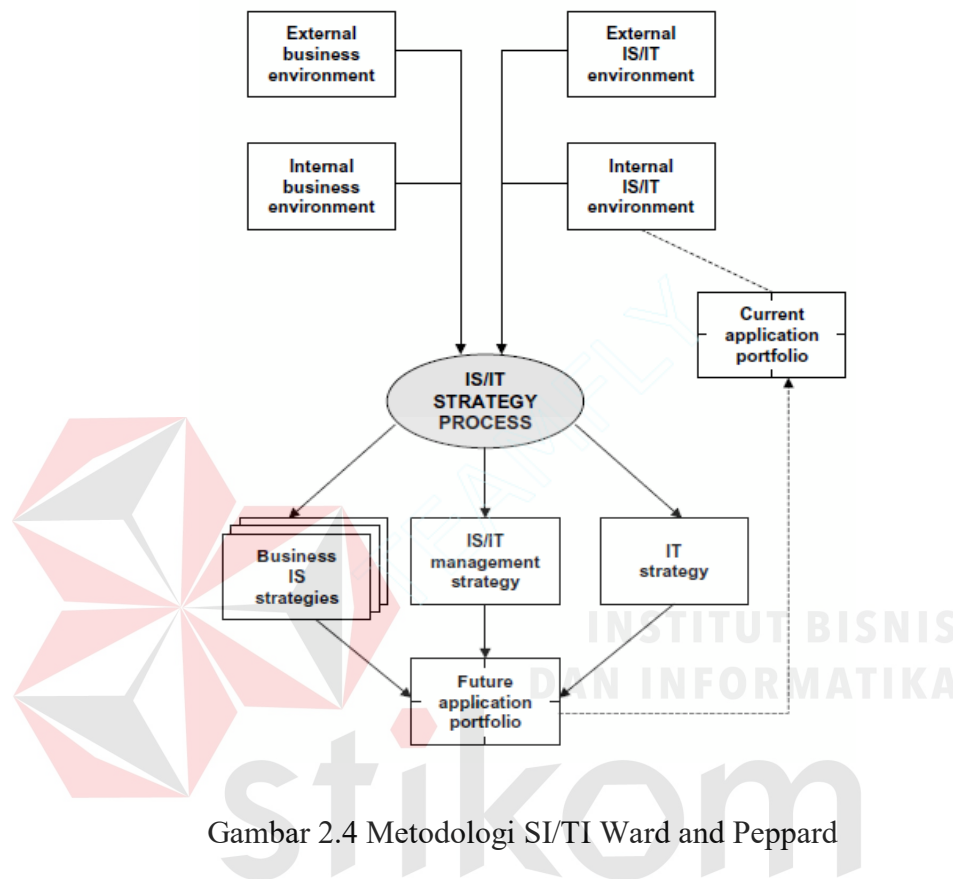 External
business
environment
External
IS/IT
environment
Internal
business
environment
Internal
IS/IT
environment
Current
application
portfolio
IS/IT
STRATEGY
PROCESS
TEAMFLY
Business
IS
strategies
IS/IT
management
strategy
IT
strategy
INSTITUT BISNIS
DAN INFORMATIKA
Future
application
portfolio
stikom
Gambar 2.4 Metodologi SI/TI Ward and Peppard